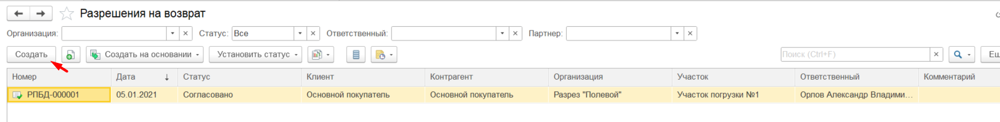 Разрешения на возврат
Организация: Статус: Все Ответственный: Партнер:
Создать Создать на основании Установить статус Поиск (Ctrl+F) Ещ
Номер Дата Статус Клиент Контрагент Организация Участок Ответственный Комментарий
РПБД-000001 05.01.2021 Согласовано Основной покупатель Основной покупатель Разрез "Полевой" Участок погрузки №1 Орлов Александр Владими...